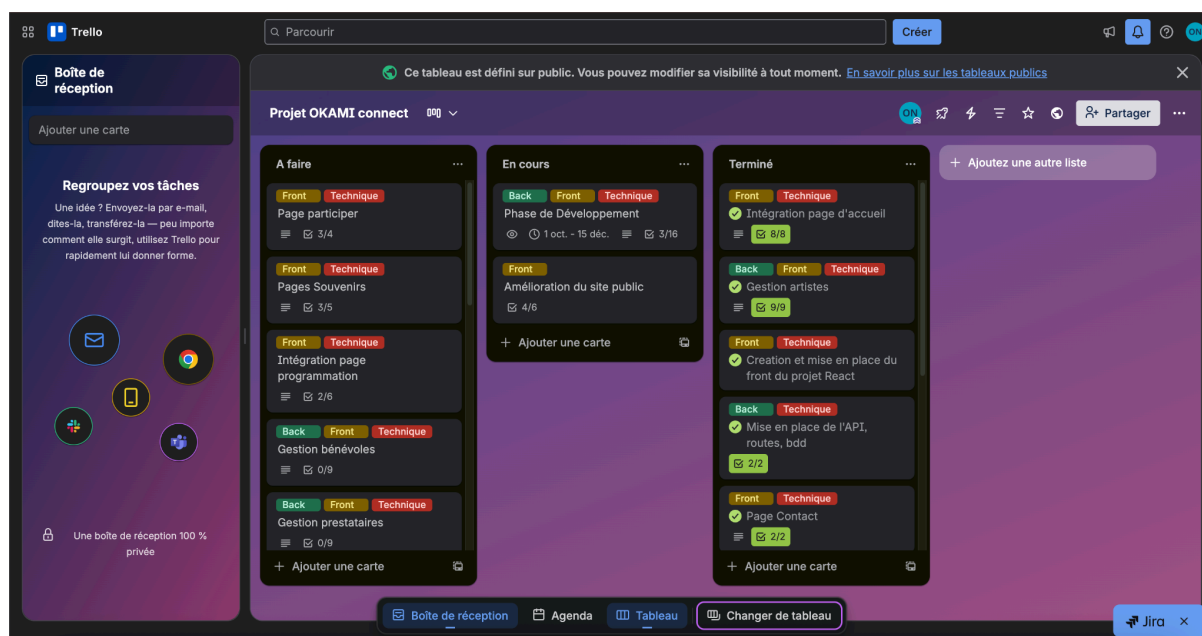 Trello
Parcourir
Créer
ON
Boîte de
réception
Ajouter une carte
Regroupez vos tâches
Une idée ? Envoyez-la par e-mail,
dites-la, transférez-la — peu importe
comment elle surgit, utilisez Trello pour
rapidement lui donner forme.
Une boîte de réception 100 %
privée
Ce tableau est défini sur public. Vous pouvez modifier sa visibilité à tout moment. En savoir plus sur les tableaux publics
Projet OKAMI connect
ON
Partager
A faire
Front Technique
Page participer
3/4
Front Technique
Pages Souvenirs
3/5
Front Technique
Intégration page
programmation
2/6
Back Front Technique
Gestion bénévoles
0/9
Back Front Technique
Gestion prestataires
0/9
+ Ajouter une carte
En cours
Back Front Technique
Phase de Développement
1 oct. - 15 déc. 3/16
Front
Amélioration du site public
4/6
+ Ajouter une carte
Terminé
Front Technique
Intégration page d'accueil
8/8
Back Front Technique
Gestion artistes
9/9
Front Technique
Creation et mise en place du
front du projet React
Back Technique
Mise en place de l'API,
routes, bdd
2/2
Front Technique
Page Contact
2/2
+ Ajouter une carte
+ Ajoutez une autre liste
Boîte de réception Agenda Tableau Changer de tableau
Jira